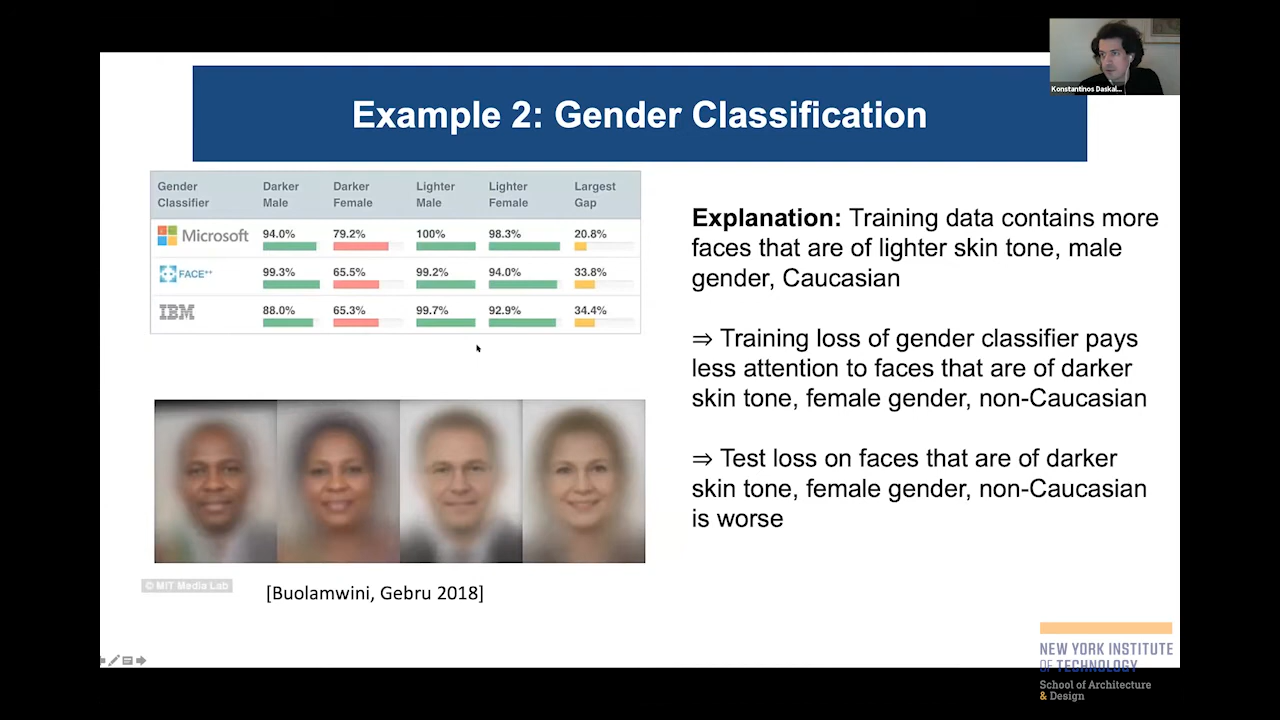 Konstantinos Daskal...
Example 2: Gender Classification
Gender Classifier
Darker Male
Darker Female
Lighter Male
Lighter Female
Largest Gap
Microsoft 94.0% 79.2% 100% 98.3% 20.8%
FACE++ 99.3% 65.5% 99.2% 94.0% 33.8%
IBM 88.0% 65.3% 99.7% 92.9% 34.4%
© MIT Media Lab
[Buolamwini, Gebru 2018]
Explanation: Training data contains more
faces that are of lighter skin tone, male
gender, Caucasian
⇒ Training loss of gender classifier pays
less attention to faces that are of darker
skin tone, female gender, non-Caucasian
⇒ Test loss on faces that are of darker
skin tone, female gender, non-Caucasian
is worse
NEW YORK INSTITUTE
OF TECHNOLOGY
School of Architecture
& Design